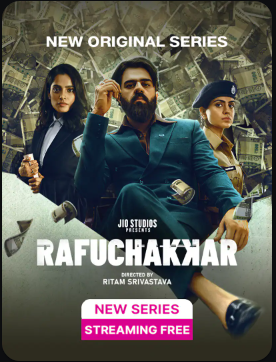 NEW ORIGINAL SERIES
JIO STUDIOS
PRESENTS
RAFUCHAKKAR
DIRECTED BY
RITAM SRIVASTAVA
NEW SERIES
STREAMING FREE